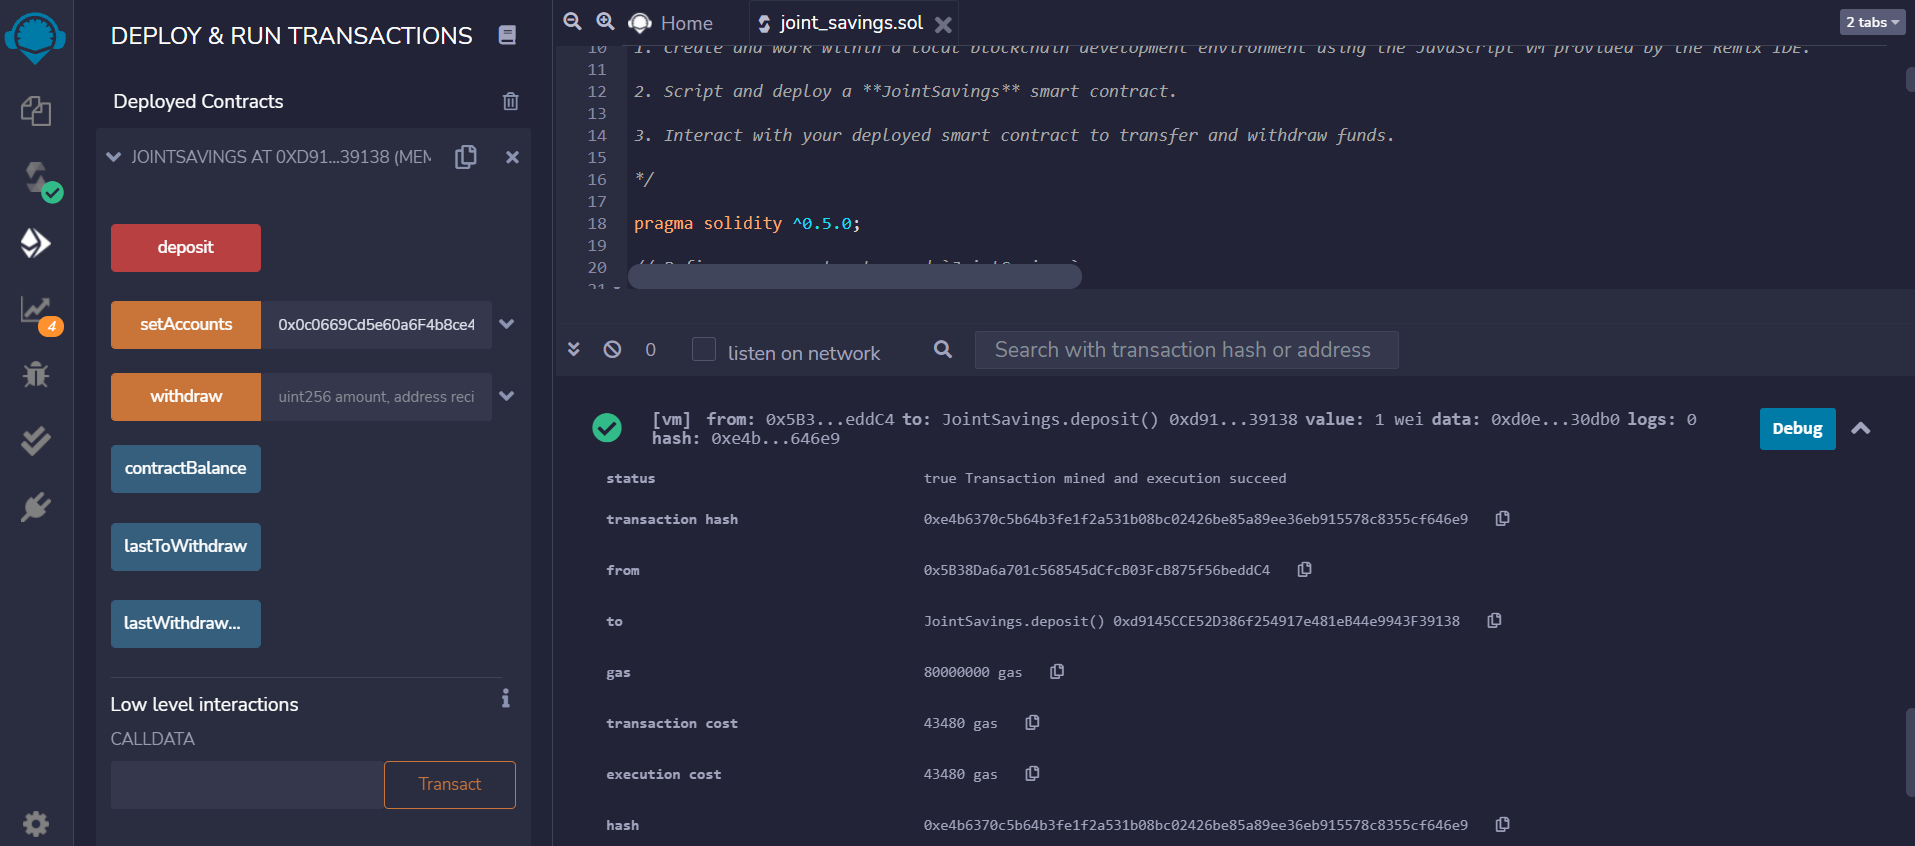 DEPLOY & RUN TRANSACTIONS
Deployed Contracts
JOINTSAVINGS AT 0XD91...39138 (MEM
deposit
setAccounts 0x0c0669Cd5e60a6F4b8ce4
withdraw uint256 amount, address reci
contractBalance
lastToWithdraw
lastWithdraw...
Low level interactions
CALLDATA
Transact
4
Home
joint_savings.sol
2 tabs
10 1. Create and work within a local blockchain development environment using the JavaScript VM provided by the Remix IDE.
11
12 2. Script and deploy a **JointSavings** smart contract.
13
14 3. Interact with your deployed smart contract to transfer and withdraw funds.
15
16 */
17
18 pragma solidity ^0.5.0;
19
20
21
0 listen on network Search with transaction hash or address
[vm] from: 0x5B3...eddC4 to: JointSavings.deposit() 0xd91...39138 value: 1 wei data: 0xd0e...30db0 logs: 0
hash: 0xe4b...646e9
Debug
status true Transaction mined and execution succeed
transaction hash 0xe4b6370c5b64b3fe1f2a531b08bc02426be85a89ee36eb915578c8355cf646e9
from 0x5B38Da6a701c568545dCfcB03FcB875f56beddC4
to JointSavings.deposit() 0xd9145CCE52D386f254917e481eB44e9943F39138
gas 80000000 gas
transaction cost 43480 gas
execution cost 43480 gas
hash 0xe4b6370c5b64b3fe1f2a531b08bc02426be85a89ee36eb915578c8355cf646e9